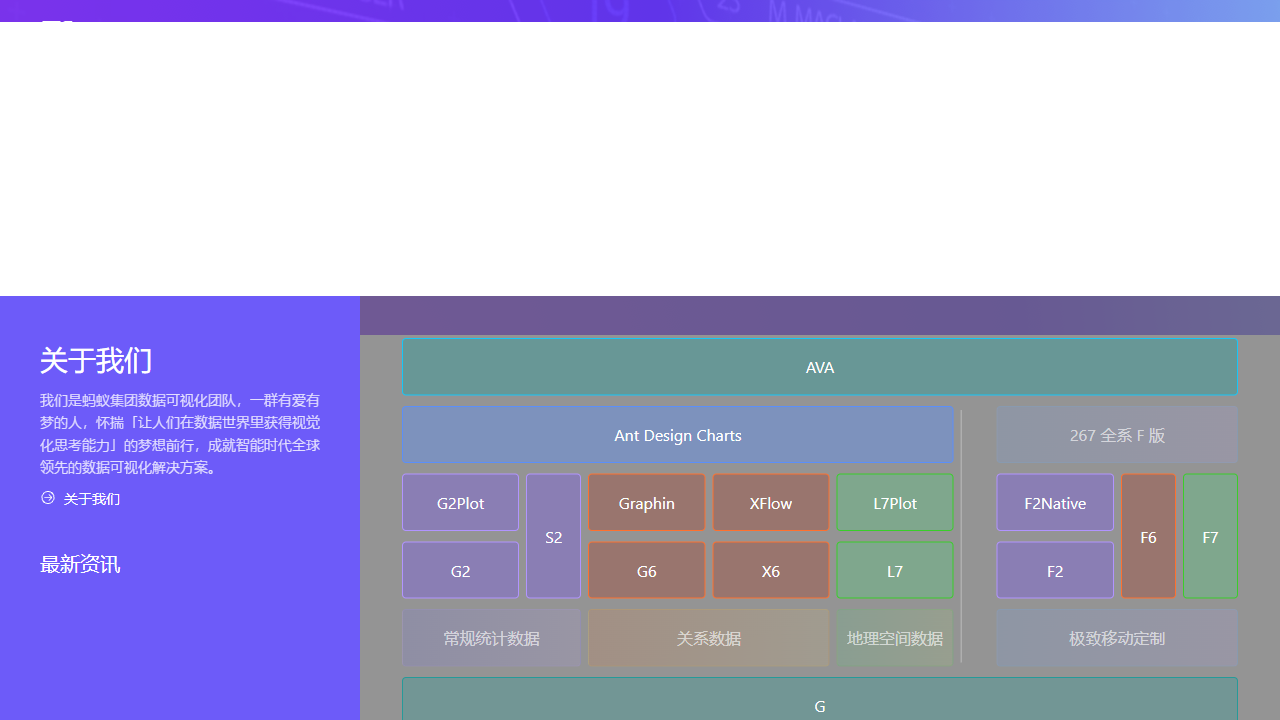 关于我们
我们是蚂蚁集团数据可视化团队，一群有爱有
梦的人，怀揣「让人们在数据世界里获得视觉
化思考能力」的梦想前行，成就智能时代全球
领先的数据可视化解决方案。
关于我们
最新资讯
AVA
Ant Design Charts
267 全系 F 版
G2Plot
S2
Graphin
XFlow
L7Plot
F2Native
F6
F7
G2
G6
X6
L7
F2
常规统计数据
关系数据
地理空间数据
极致移动定制
G